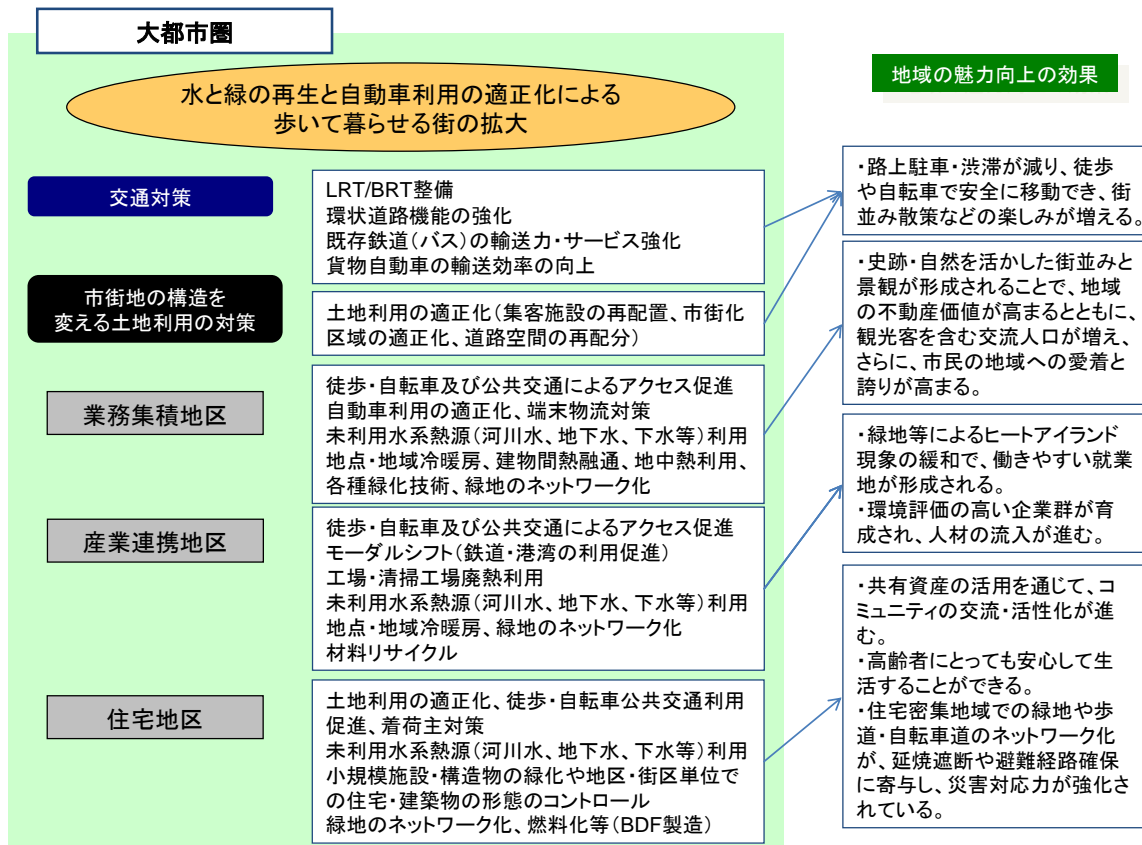 大都市圏
水と緑の再生と自動車利用の適正化による
歩いて暮らせる街の拡大
地域の魅力向上の効果
交通対策
LRT/BRT整備
環状道路機能の強化
既存鉄道(バス)の輸送力・サービス強化
貨物自動車の輸送効率の向上
・路上駐車・渋滞が減り、徒歩
や自転車で安全に移動でき、街
並み散策などの楽しみが増える。
市街地の構造を
変える土地利用の対策
土地利用の適正化(集客施設の再配置、市街化
区域の適正化、道路空間の再配分)
・史跡・自然を活かした街並みと
景観が形成されることで、地域
の不動産価値が高まるとともに、
観光客を含む交流人口が増え、
さらに、市民の地域への愛着と
誇りが高まる。
業務集積地区
徒歩・自転車及び公共交通によるアクセス促進
自動車利用の適正化、端末物流対策
未利用水系熱源(河川水、地下水、下水等)利用
地点・地域冷暖房、建物間熱融通、地中熱利用、
各種緑化技術、緑地のネットワーク化
・緑地等によるヒートアイランド
現象の緩和で、働きやすい就業
地が形成される。
・環境評価の高い企業群が育
成され、人材の流入が進む。
産業連携地区
徒歩・自転車及び公共交通によるアクセス促進
モーダルシフト(鉄道・港湾の利用促進)
工場・清掃工場廃熱利用
未利用水系熱源(河川水、地下水、下水等)利用
地点・地域冷暖房、緑地のネットワーク化
材料リサイクル
・共有資産の活用を通じて、コ
ミュニティの交流・活性化が進
む。
・高齢者にとっても安心して生
活することができる。
・住宅密集地域での緑地や歩
道・自転車道のネットワーク化
が、延焼遮断や避難経路確保
に寄与し、災害対応力が強化さ
れている。
住宅地区
土地利用の適正化、徒歩・自転車公共交通利用
促進、着荷主対策
未利用水系熱源(河川水、地下水、下水等)利用
小規模施設・構造物の緑化や地区・街区単位で
の住宅・建築物の形態のコントロール
緑地のネットワーク化、燃料化等(BDF製造)